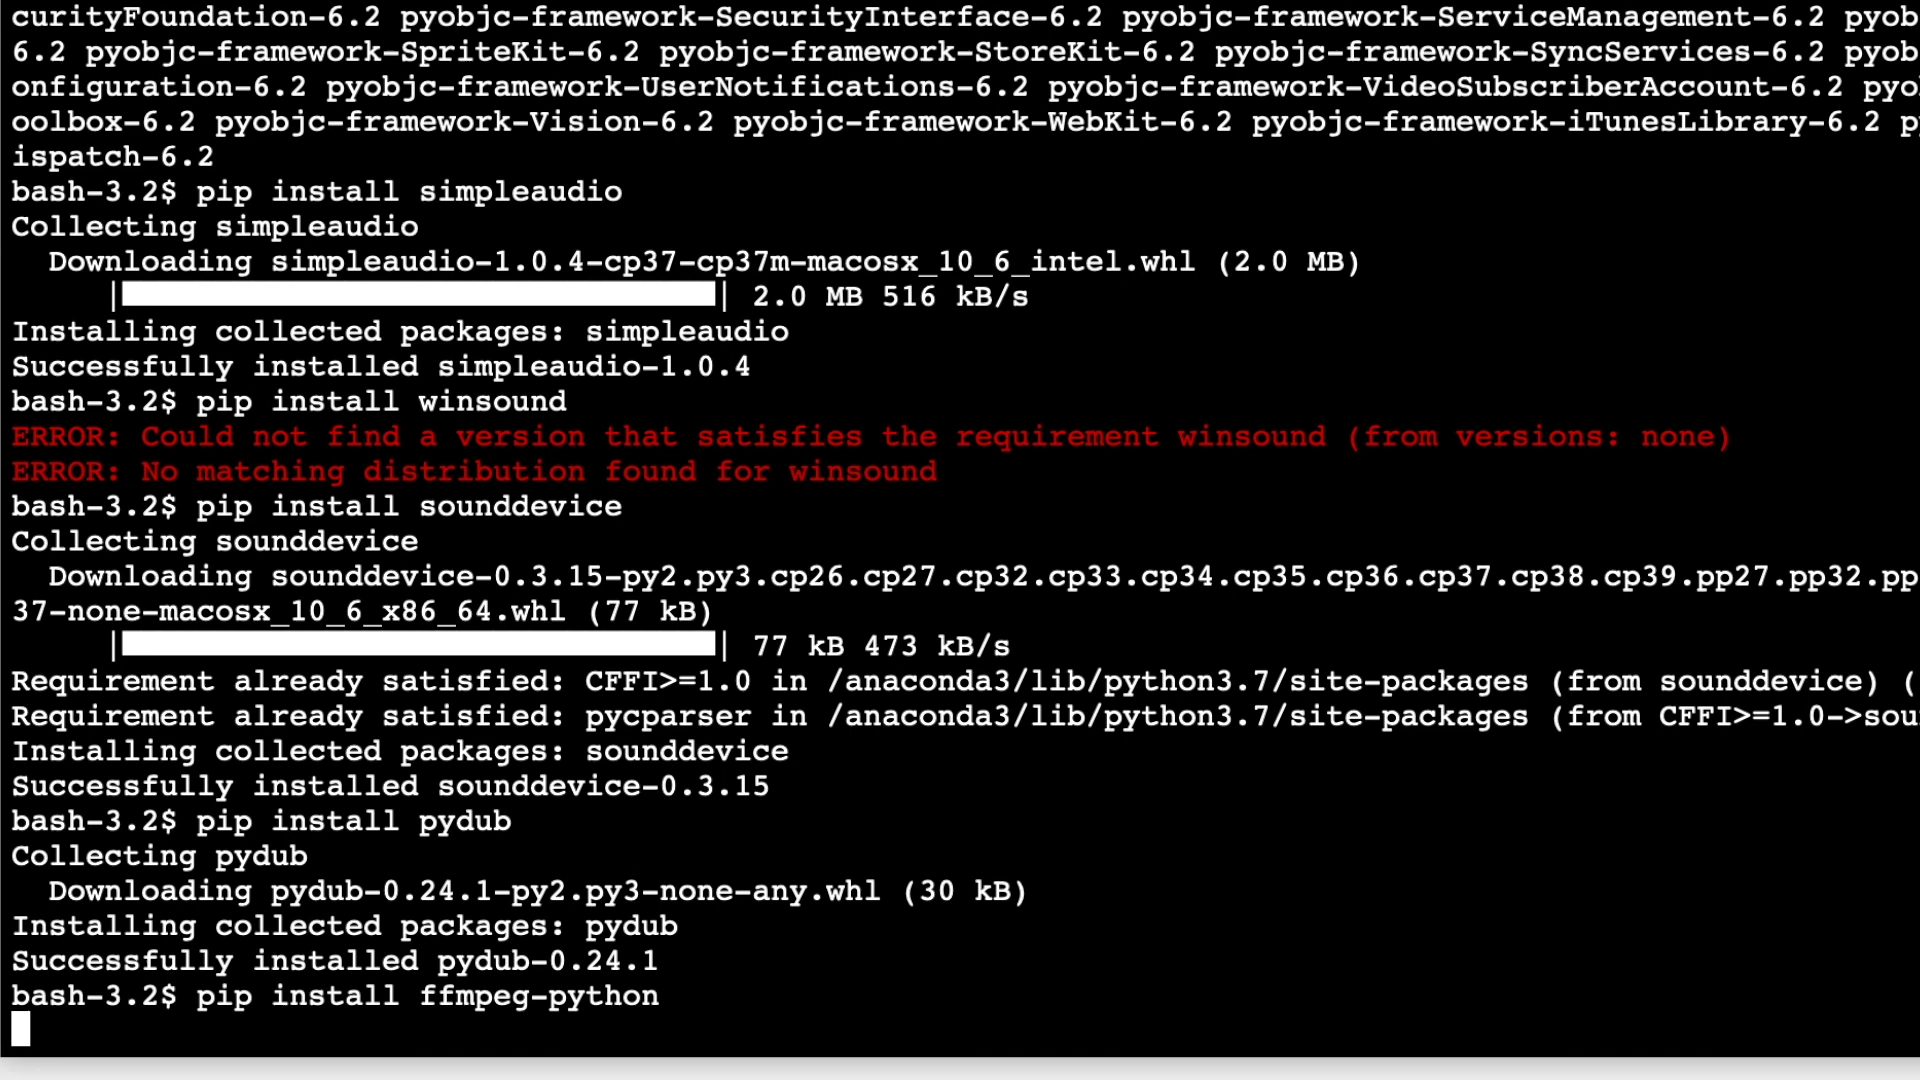 curityFoundation-6.2 pyobjc-framework-SecurityInterface-6.2 pyobjc-framework-ServiceManagement-6.2 pyob
6.2 pyobjc-framework-SpriteKit-6.2 pyobjc-framework-StoreKit-6.2 pyobjc-framework-SyncServices-6.2 pyob
onfiguration-6.2 pyobjc-framework-UserNotifications-6.2 pyobjc-framework-VideoSubscriberAccount-6.2 pyo
oolbox-6.2 pyobjc-framework-Vision-6.2 pyobjc-framework-WebKit-6.2 pyobjc-framework-iTunesLibrary-6.2 p
ispatch-6.2
bash-3.2$ pip install simpleaudio
Collecting simpleaudio
Downloading simpleaudio-1.0.4-cp37-cp37m-macosx_10_6_intel.whl (2.0 MB)
| | 2.0 MB 516 kB/s
Installing collected packages: simpleaudio
Successfully installed simpleaudio-1.0.4
bash-3.2$ pip install winsound
ERROR: Could not find a version that satisfies the requirement winsound (from versions: none)
ERROR: No matching distribution found for winsound
bash-3.2$ pip install sounddevice
Collecting sounddevice
Downloading sounddevice-0.3.15-py2.py3.cp26.cp27.cp32.cp33.cp34.cp35.cp36.cp37.cp38.cp39.pp27.pp32.pp
37-none-macosx_10_6_x86_64.whl (77 kB)
| | 77 kB 473 kB/s
Requirement already satisfied: CFFI>=1.0 in /anaconda3/lib/python3.7/site-packages (from sounddevice) (
Requirement already satisfied: pycparser in /anaconda3/lib/python3.7/site-packages (from CFFI>=1.0->sou
Installing collected packages: sounddevice
Successfully installed sounddevice-0.3.15
bash-3.2$ pip install pydub
Collecting pydub
Downloading pydub-0.24.1-py2.py3-none-any.whl (30 kB)
Installing collected packages: pydub
Successfully installed pydub-0.24.1
bash-3.2$ pip install ffmpeg-python